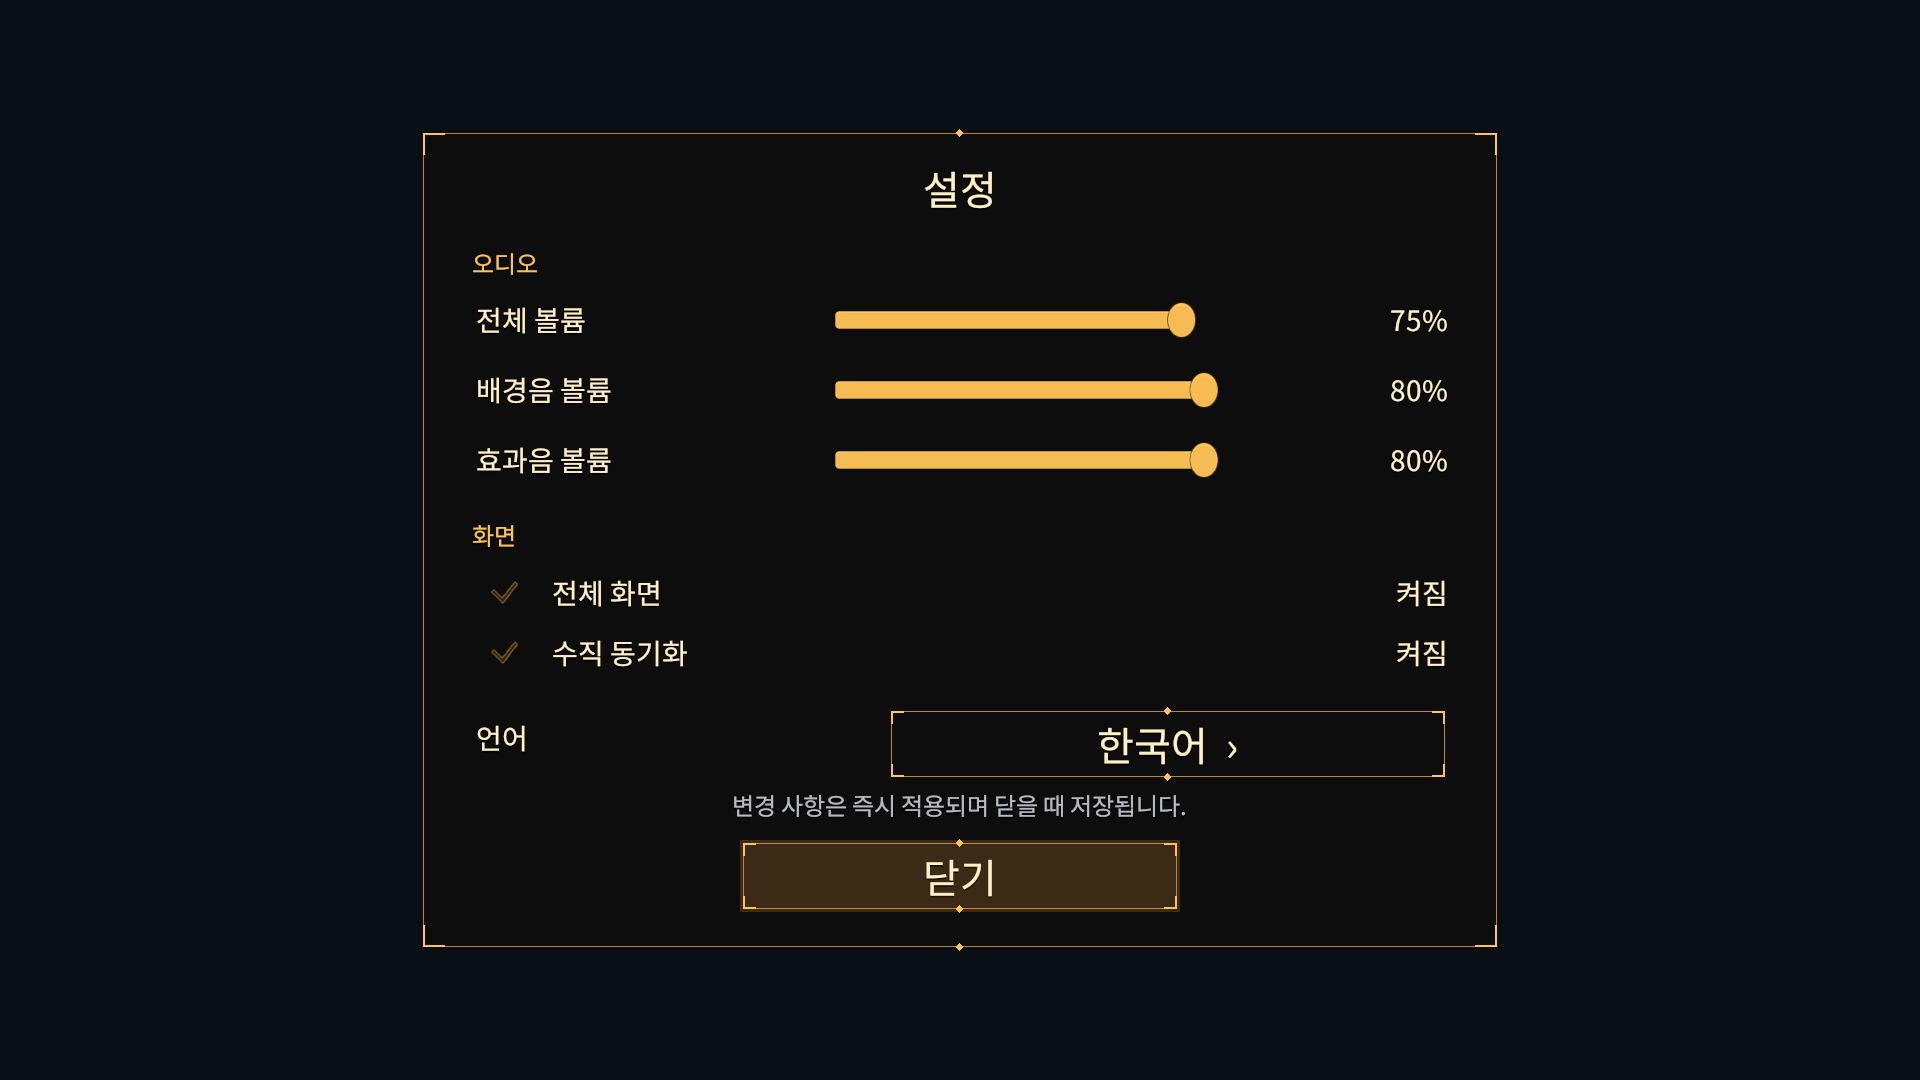 설정
오디오
전체 볼륨 75%
배경음 볼륨 80%
효과음 볼륨 80%
화면
전체 화면 켜짐
수직 동기화 켜짐
언어 한국어 ›
변경 사항은 즉시 적용되며 닫을 때 저장됩니다.
닫기